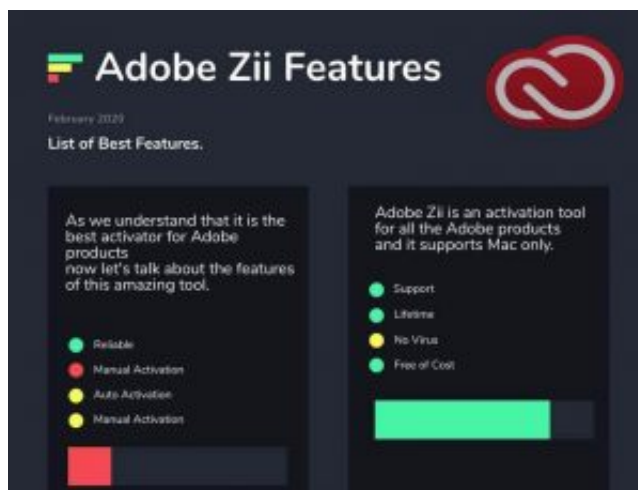 Adobe Zii Features
February 2020
List of Best Features.
As we understand that it is the
best activator for Adobe
products
now let's talk about the features
of this amazing tool.
Reliable
Manual Activation
Auto Activation
Manual Activation
Adobe Zii is an activation tool
for all the Adobe products
and it supports Mac only.
Support
Lifetime
No Virus
Free of Cost